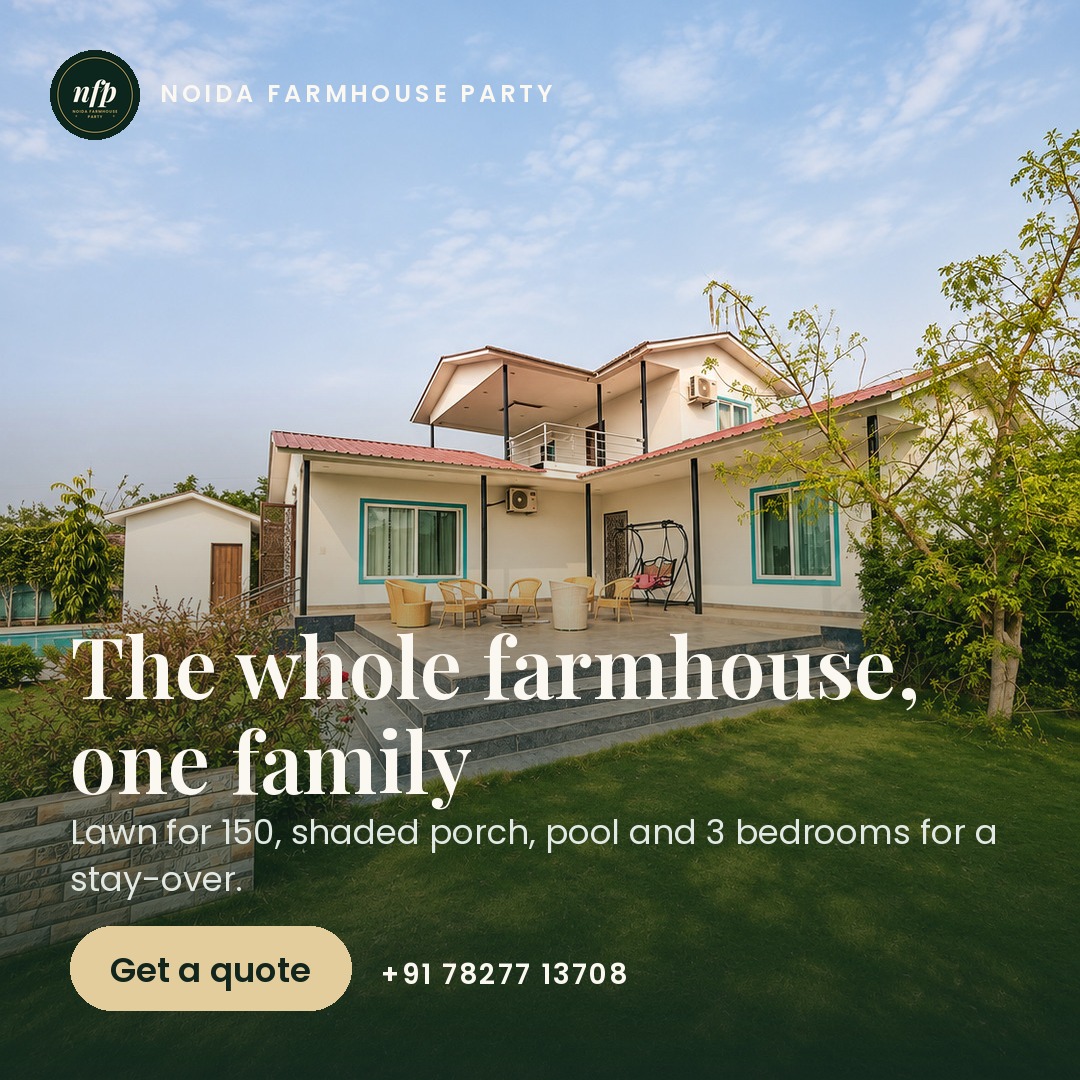 nfp
NOIDA FARMHOUSE
PARTY
NOIDA FARMHOUSE PARTY
The whole farmhouse,
one family
Lawn for 150, shaded porch, pool and 3 bedrooms for a
stay-over.
Get a quote
+91 78277 13708